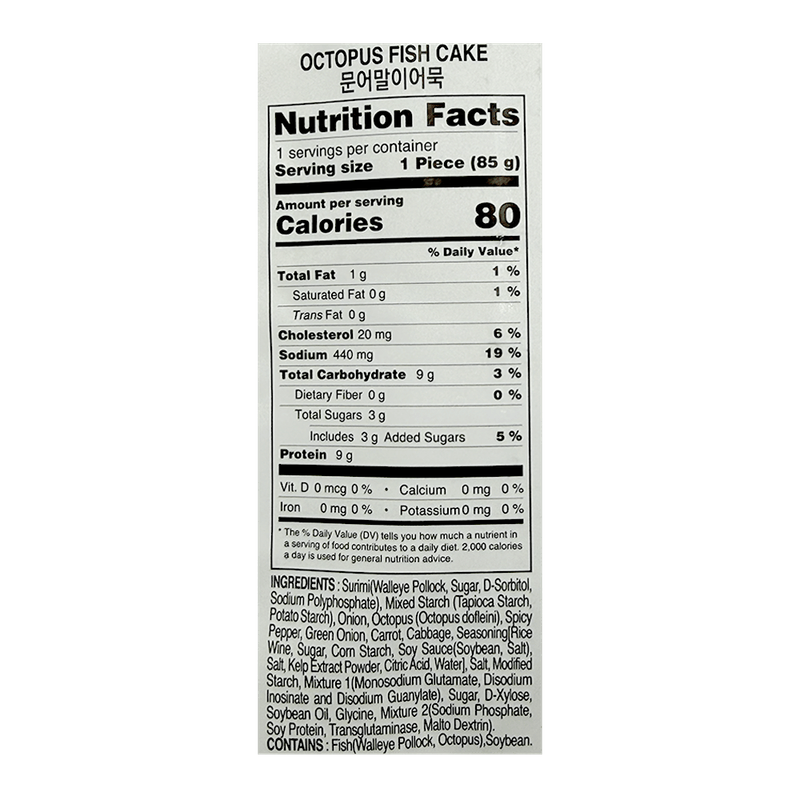 OCTOPUS FISH CAKE
문어말이어묵
Nutrition Facts
1 servings per container
Serving size 1 Piece (85 g)
Amount per serving
Calories 80
% Daily Value*
Total Fat 1 g 1 %
Saturated Fat 0 g 1 %
Trans Fat 0 g
Cholesterol 20 mg 6 %
Sodium 440 mg 19 %
Total Carbohydrate 9 g 3 %
Dietary Fiber 0 g 0 %
Total Sugars 3 g
Includes 3 g Added Sugars 5 %
Protein 9 g
Vit. D 0 mcg 0 % • Calcium 0 mg 0 %
Iron 0 mg 0 % • Potassium 0 mg 0 %
* The % Daily Value (DV) tells you how much a nutrient in
a serving of food contributes to a daily diet. 2,000 calories
a day is used for general nutrition advice.
INGREDIENTS : Surimi(Walleye Pollock, Sugar, D-Sorbitol,
Sodium Polyphosphate), Mixed Starch (Tapioca Starch,
Potato Starch), Onion, Octopus (Octopus dofleini), Spicy
Pepper, Green Onion, Carrot, Cabbage, Seasoning[Rice
Wine, Sugar, Corn Starch, Soy Sauce(Soybean, Salt),
Salt, Kelp Extract Powder, Citric Acid, Water], Salt, Modified
Starch, Mixture 1(Monosodium Glutamate, Disodium
Inosinate and Disodium Guanylate), Sugar, D-Xylose,
Soybean Oil, Glycine, Mixture 2(Sodium Phosphate,
Soy Protein, Transglutaminase, Malto Dextrin).
CONTAINS : Fish(Walleye Pollock, Octopus),Soybean.